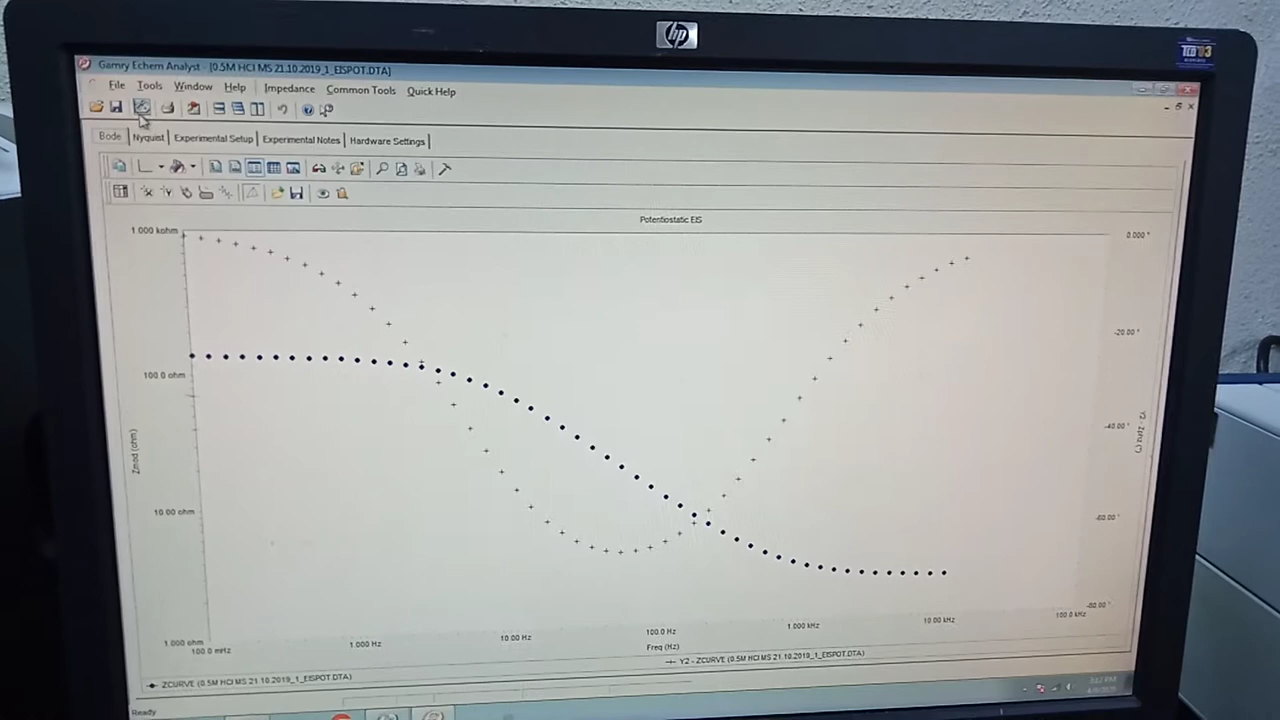 hp
Gamry Echem Analyst - [0.5M HCl MS 21.10.2019_1_EISPOT.DTA]
File Tools Window Help Impedance Common Tools Quick Help
Bode Nyquist Experimental Setup Experimental Notes Hardware Settings
Potentiostatic EIS
1.000 kohm
0.000 °
-20.00 °
100.0 ohm
-40.00 °
Zmod (ohm)
10.00 ohm
-60.00 °
-80.00 °
1.000 ohm
100.0 mHz 1.000 Hz 10.00 Hz 100.0 Hz 1.000 kHz 10.00 kHz 100.0 kHz
Freq (Hz)
ZCURVE (0.5M HCl MS 21.10.2019_1_EISPOT.DTA)
Y2 - ZCURVE (0.5M HCl MS 21.10.2019_1_EISPOT.DTA)
Ready